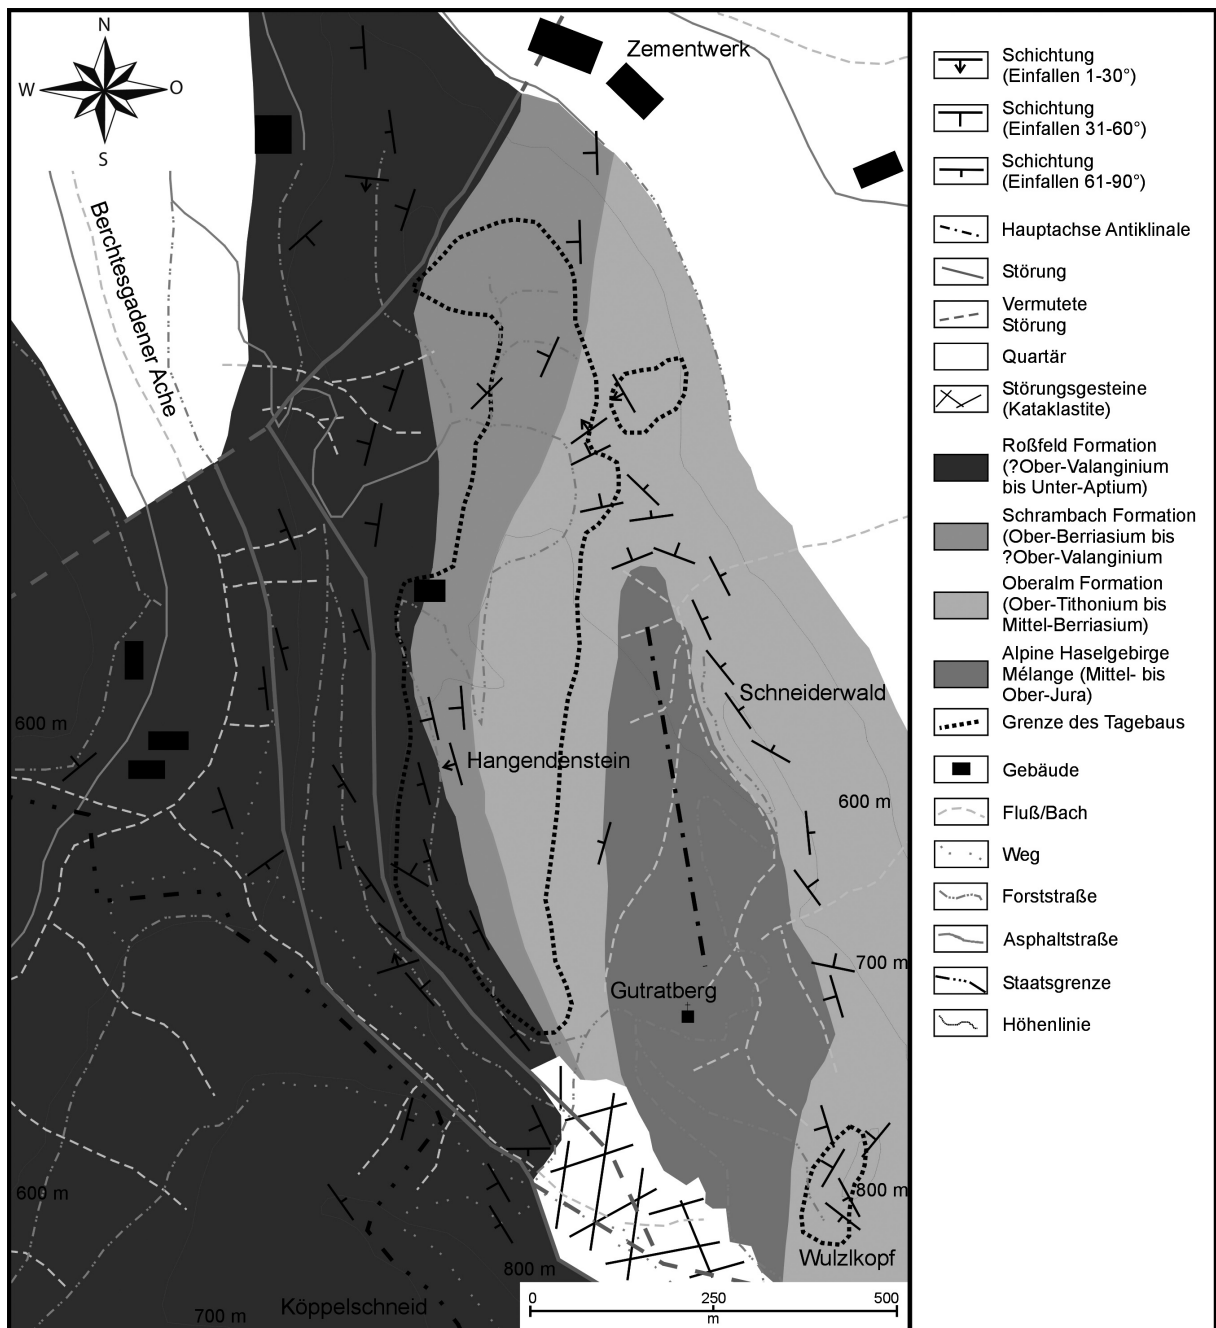 N
W
O
S
Zementwerk
Berchtesgadener Ache
600 m
Schneiderwald
Hangendenstein
600 m
700 m
Gutratberg
600 m
800 m
Wulzlkopf
800 m
Köppelschneid
700 m
0 250 500
m
Schichtung
(Einfallen 1-30°)
Schichtung
(Einfallen 31-60°)
Schichtung
(Einfallen 61-90°)
Hauptachse Antiklinale
Störung
Vermutete
Störung
Quartär
Störungsgesteine
(Kataklastite)
Roßfeld Formation
(?Ober-Valanginium
bis Unter-Aptium)
Schrambach Formation
(Ober-Berriasium bis
?Ober-Valanginium
Oberalm Formation
(Ober-Tithonium bis
Mittel-Berriasium)
Alpine Haselgebirge
Mélange (Mittel- bis
Ober-Jura)
Grenze des Tagebaus
Gebäude
Fluß/Bach
Weg
Forststraße
Asphaltstraße
Staatsgrenze
Höhenlinie